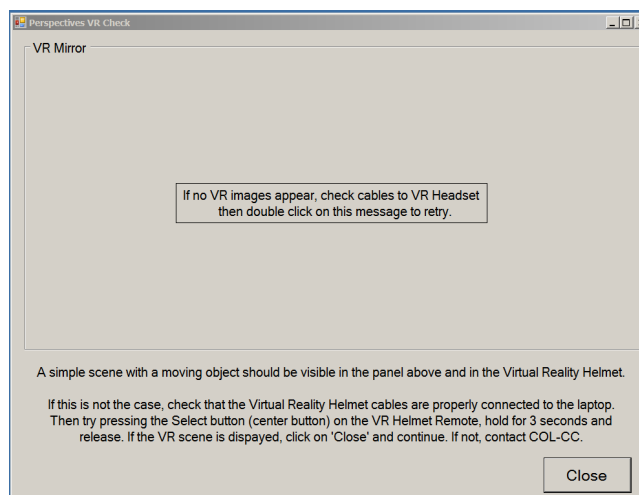 Perspectives VR Check
VR Mirror
If no VR images appear, check cables to VR Headset
then double click on this message to retry.
A simple scene with a moving object should be visible in the panel above and in the Virtual Reality Helmet.
If this is not the case, check that the Virtual Reality Helmet cables are properly connected to the laptop.
Then try pressing the Select button (center button) on the VR Helmet Remote, hold for 3 seconds and
release. If the VR scene is dispayed, click on 'Close' and continue. If not, contact COL-CC.
Close